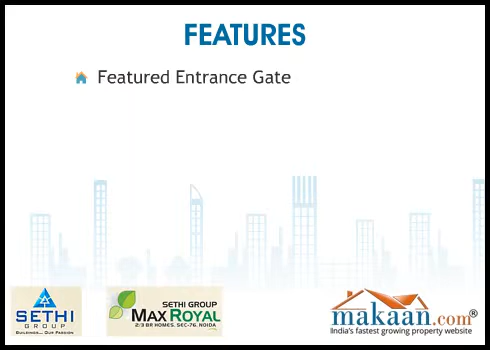 FEATURES
Featured Entrance Gate
SETHI
GROUP
BUILDINGS... OUR PASSION
SETHI GROUP
MAX ROYAL
2/3 BR HOMES, SEC-76, NOIDA
makaan.com®
India's fastest growing property website